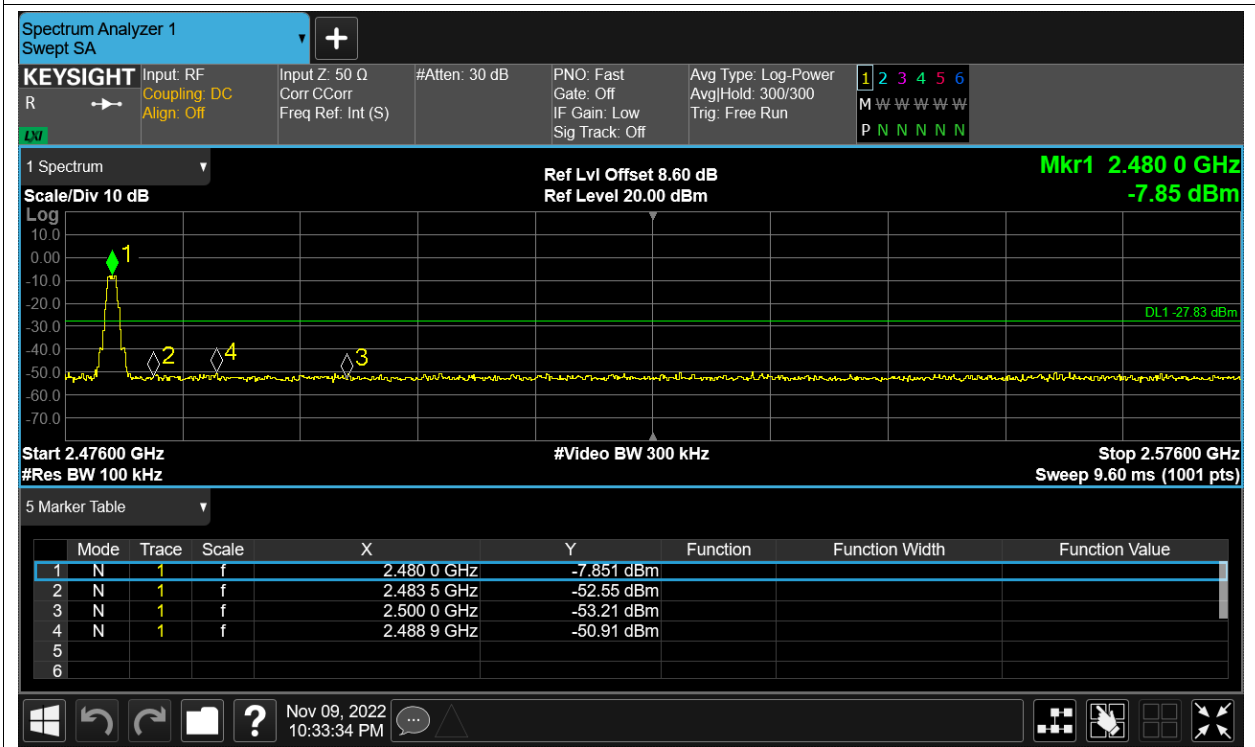 Spectrum Analyzer 1
Swept SA
+
KEYSIGHT Input: RF Input Z: 50 Ω #Atten: 30 dB PNO: Fast Avg Type: Log-Power 1 2 3 4 5 6
R Coupling: DC Corr CCorr Gate: Off Avg|Hold: 300/300 M W W W W W
Align: Off Freq Ref: Int (S) IF Gain: Low Trig: Free Run
LXI Sig Track: Off P N N N N N
1 Spectrum Ref Lvl Offset 8.60 dB Mkr1 2.480 0 GHz
Scale/Div 10 dB Ref Level 20.00 dBm -7.85 dBm
Log
10.0
0.00 1
-10.0
-20.0
DL1 -27.83 dBm
-30.0
-40.0 2 4 3
-50.0
-60.0
-70.0
Start 2.47600 GHz #Video BW 300 kHz Stop 2.57600 GHz
#Res BW 100 kHz Sweep 9.60 ms (1001 pts)
5 Marker Table
Mode Trace Scale X Y Function Function Width Function Value
1 N 1 f 2.480 0 GHz -7.851 dBm
2 N 1 f 2.483 5 GHz -52.55 dBm
3 N 1 f 2.500 0 GHz -53.21 dBm
4 N 1 f 2.488 9 GHz -50.91 dBm
5
6
? Nov 09, 2022
10:33:34 PM